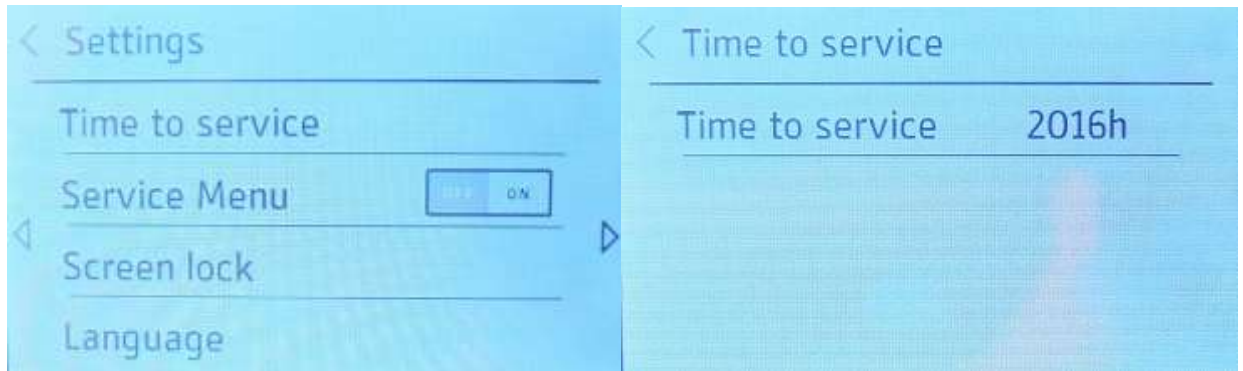 Settings
Time to service
Service Menu ON
Screen lock
Language
Time to service
Time to service 2016h